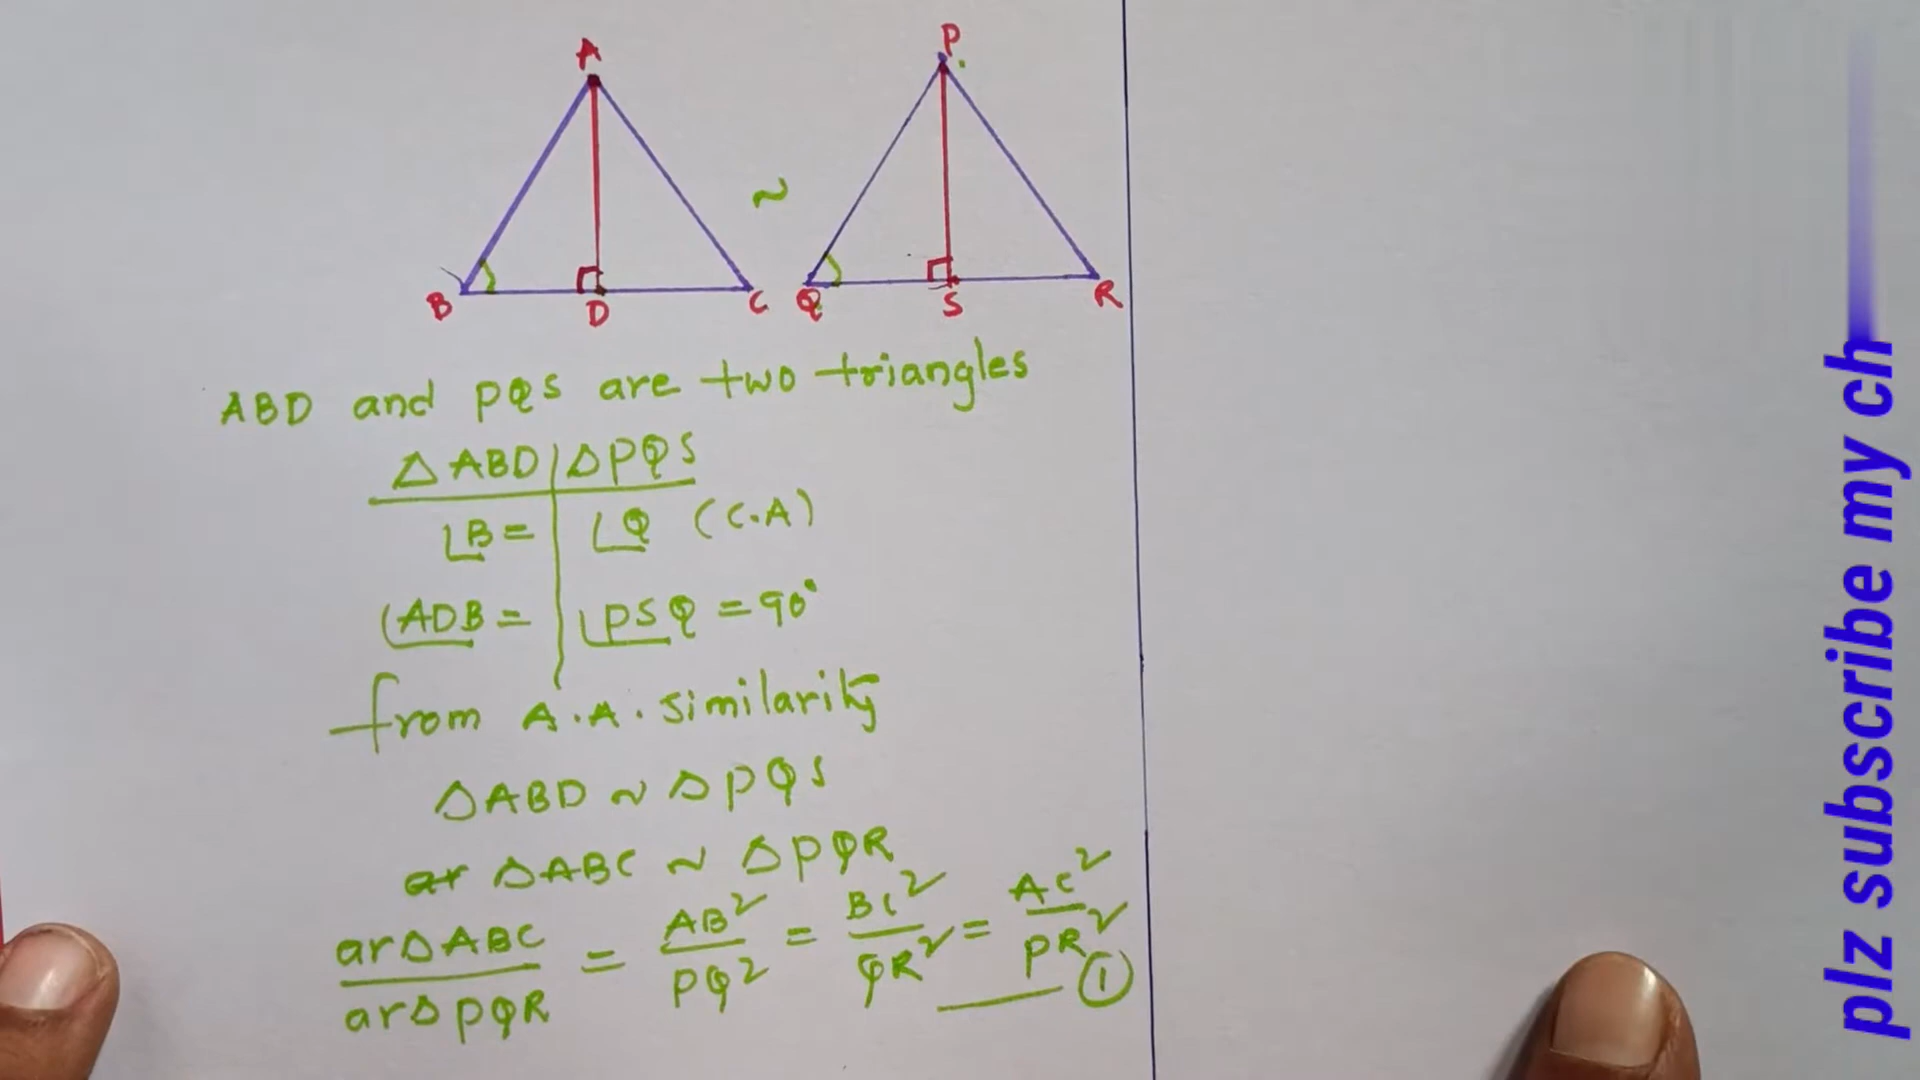 A
P
~
B
D
C
Q
S
R
ABD and PQS are two triangles
△ ABD | △PQS
∠B = ∠Q (C.A)
∠ADB = ∠PSQ = 90°
from A.A. similarity
△ABD ~ △PQS
ar △ABC ~ △PQR
ar△ABC / ar△PQR = AB² / PQ² = BC² / QR² = AC² / PR² ①
plz subscribe my ch